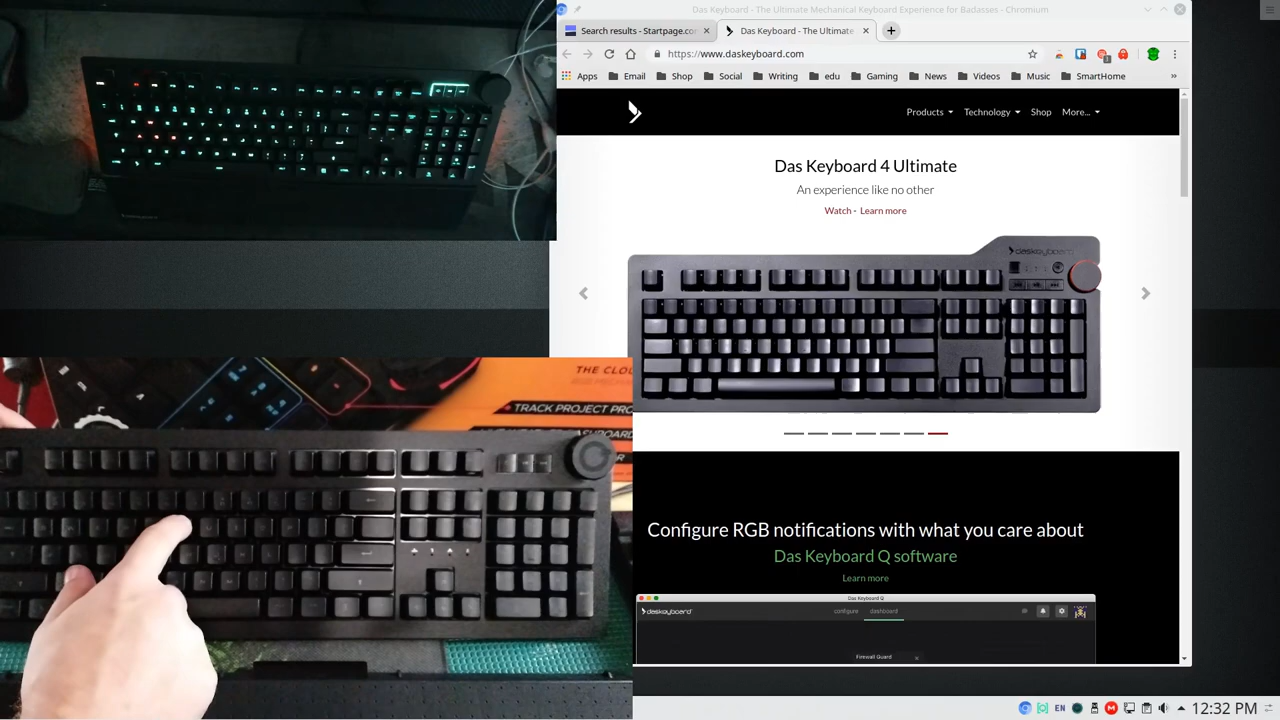 Das Keyboard - The Ultimate Mechanical Keyboard Experience for Badasses - Chromium
Search results - Startpage.co
Das Keyboard - The Ultimate
https://www.daskeyboard.com
Apps Email Shop Social Writing edu Gaming News Videos Music SmartHome »
Products Technology Shop More...
Das Keyboard 4 Ultimate
An experience like no other
Watch - Learn more
daskeyboard
THE CLOU
TRACK PROJECT PRO
Configure RGB notifications with what you care about
Das Keyboard Q software
Learn more
Das Keyboard Q
daskeyboard configure dashboard
Firewall Guard
EN 12:32 PM